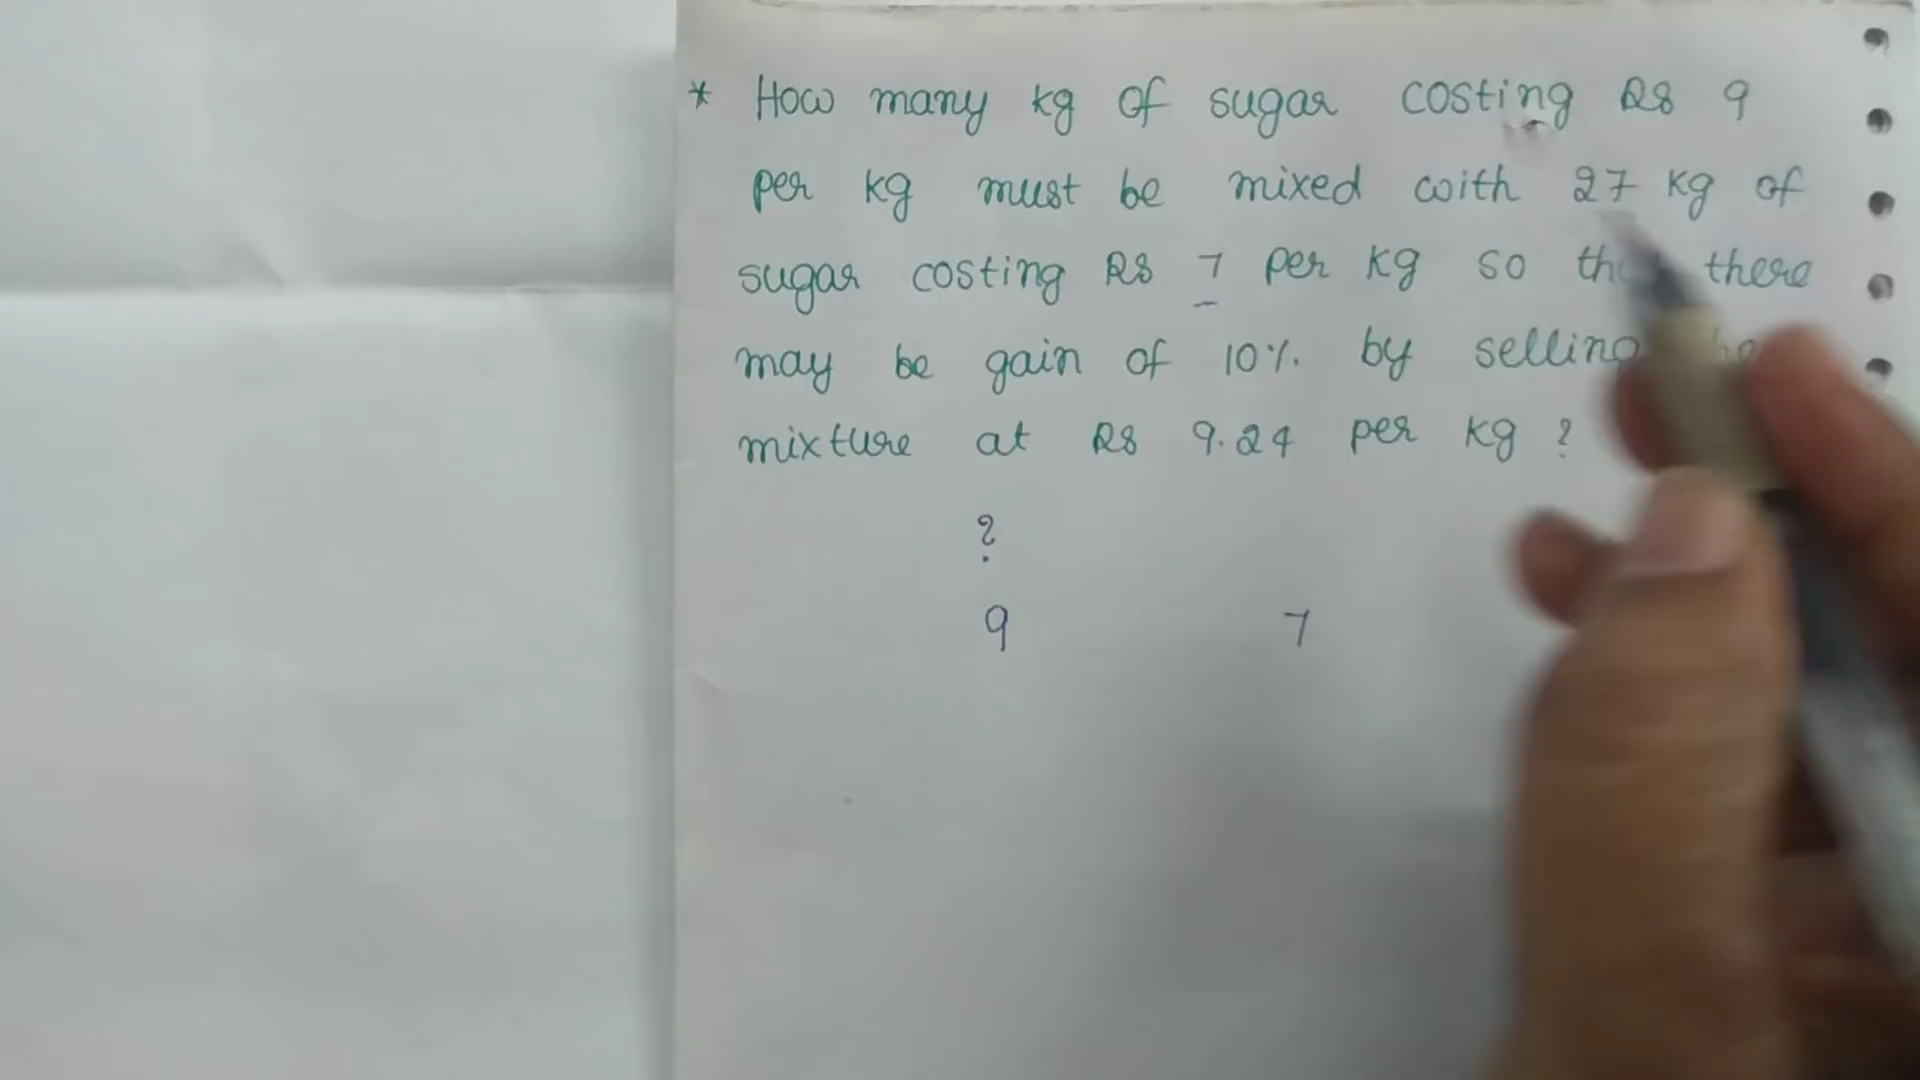 * How many kg of sugar costing Rs 9
per kg must be mixed with 27 kg of
sugar costing Rs 7 per kg so there
may be gain of 10% by selling
mixture at Rs 9.24 per kg ?
?
9 7